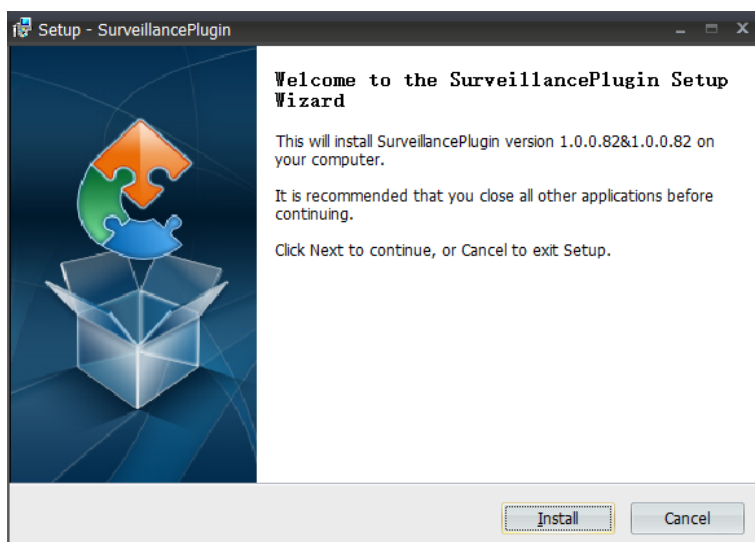 Setup - SurveillancePlugin
Welcome to the SurveillancePlugin Setup
Wizard
This will install SurveillancePlugin version 1.0.0.82&1.0.0.82 on
your computer.
It is recommended that you close all other applications before
continuing.
Click Next to continue, or Cancel to exit Setup.
Install
Cancel